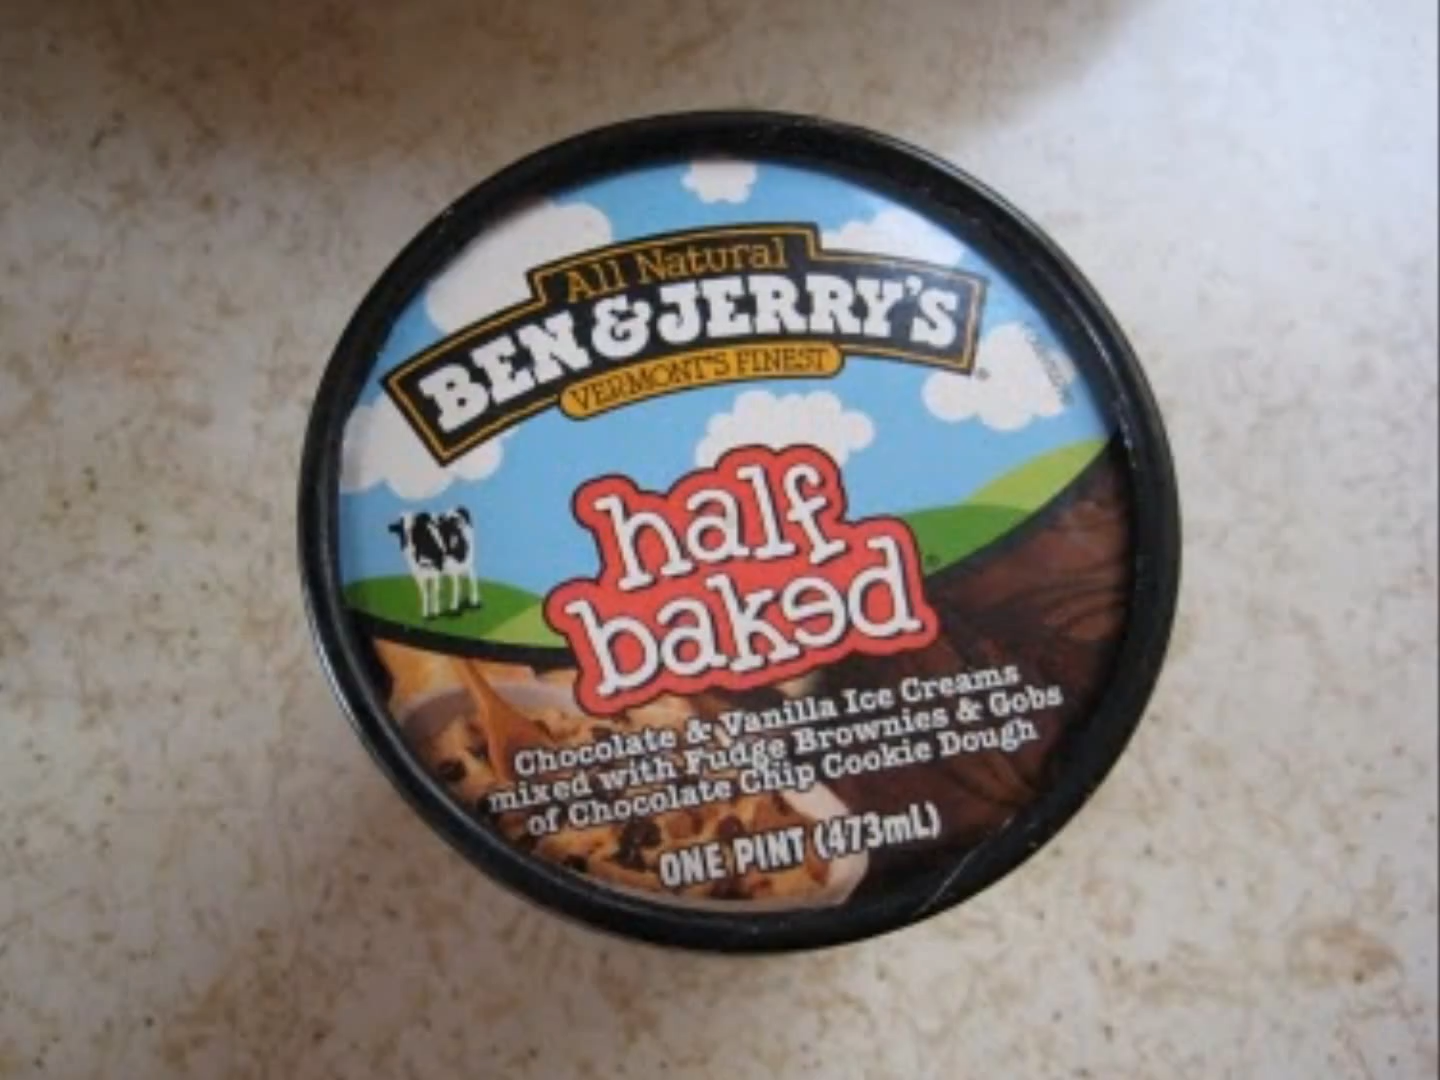 All Natural
BEN & JERRY'S
VERMONT'S FINEST
half
baked
Chocolate & Vanilla Ice Creams
mixed with Fudge Brownies & Gobs
of Chocolate Chip Cookie Dough
ONE PINT (473mL)